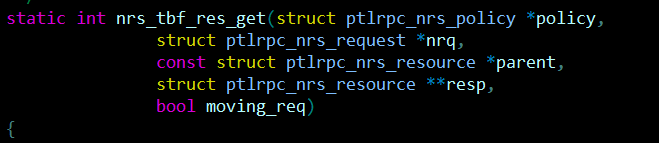 static int nrs_tbf_res_get(struct ptlrpc_nrs_policy *policy,
struct ptlrpc_nrs_request *nrq,
const struct ptlrpc_nrs_resource *parent,
struct ptlrpc_nrs_resource **resp,
bool moving_req)
{